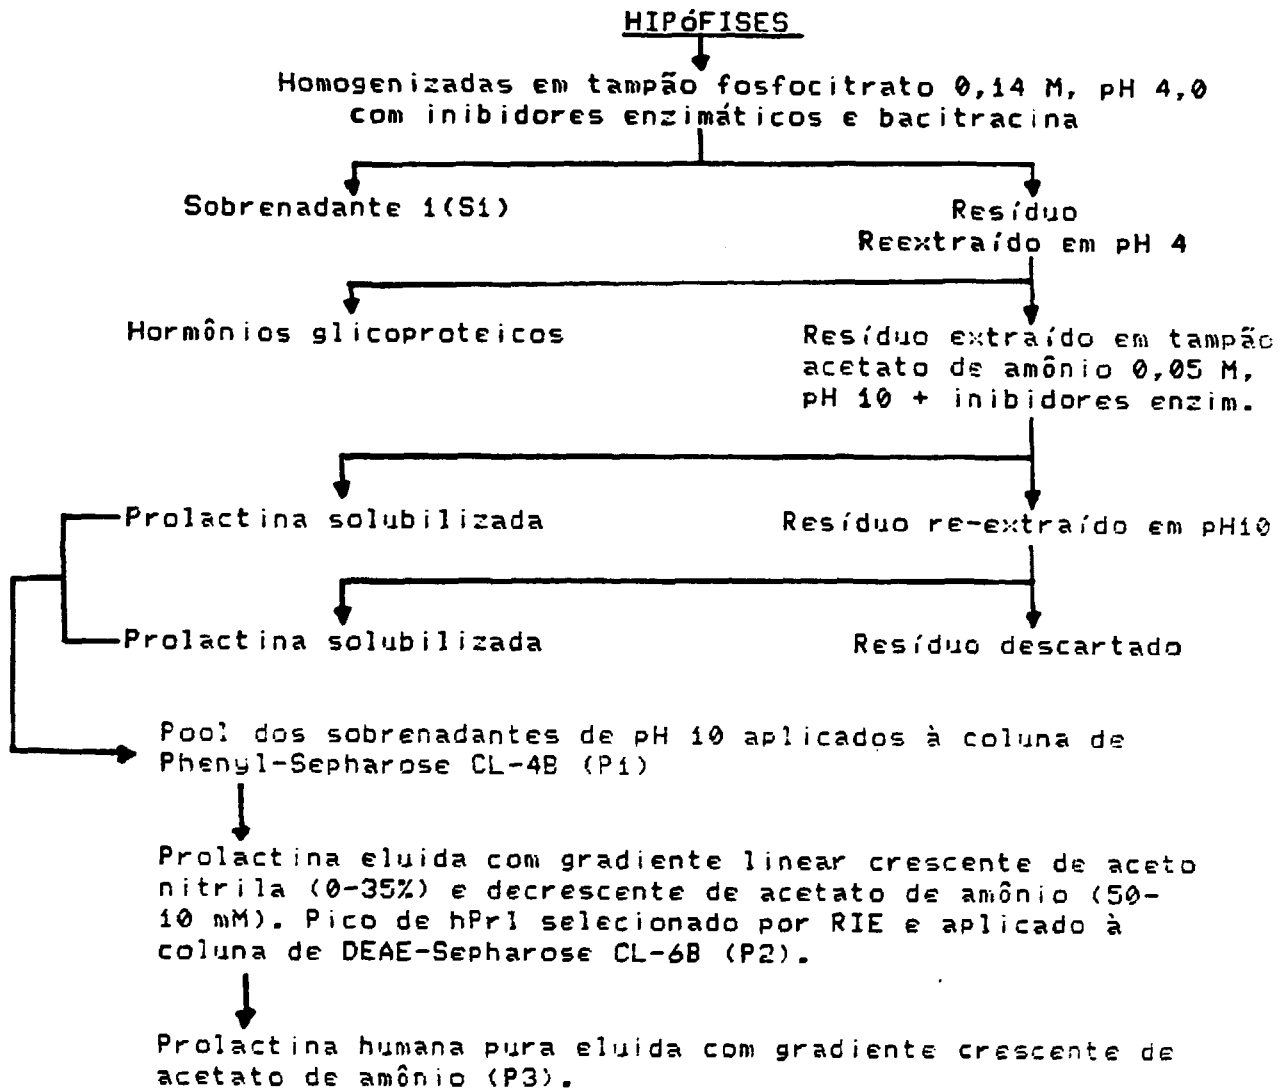 HIPóFISES
Homogenizadas em tampão fosfocitrato 0,14 M, pH 4,0
com inibidores enzimáticos e bacitracina
Sobrenadante 1(S1)
Resíduo
Reextraído em pH 4
Hormônios glicoproteicos
Resíduo extraído em tampão
acetato de amônio 0,05 M,
pH 10 + inibidores enzim.
Prolactina solubilizada
Resíduo re-extraído em pH10
Prolactina solubilizada
Resíduo descartado
Pool dos sobrenadantes de pH 10 aplicados à coluna de
Phenyl-Sepharose CL-4B (P1)
Prolactina eluida com gradiente linear crescente de aceto
nitrila (0-35%) e decrescente de acetato de amônio (50-
10 mM). Pico de hPrl selecionado por RIE e aplicado à
coluna de DEAE-Sepharose CL-6B (P2).
Prolactina humana pura eluida com gradiente crescente de
acetato de amônio (P3).